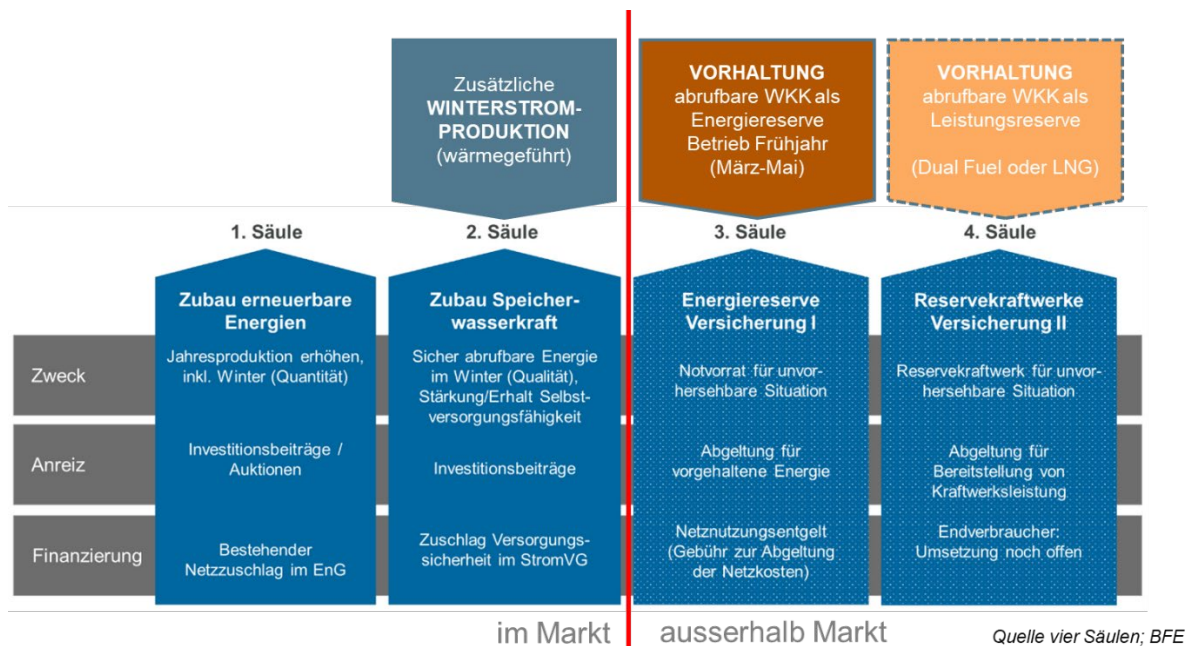 Zusätzliche
WINTERSTROM-
PRODUKTION
(wärmegeführt)
VORHALTUNG
abrufbare WKK als
Energiereserve
Betrieb Frühjahr
(März-Mai)
VORHALTUNG
abrufbare WKK als
Leistungsreserve
(Dual Fuel oder LNG)
1. Säule
2. Säule
3. Säule
4. Säule
Zubau erneuerbare
Energien
Zubau Speicher-
wasserkraft
Energiereserve
Versicherung I
Reservekraftwerke
Versicherung II
Zweck
Jahresproduktion erhöhen,
inkl. Winter (Quantität)
Sicher abrufbare Energie
im Winter (Qualität),
Stärkung/Erhalt Selbst-
versorgungsfähigkeit
Notvorrat für unvor-
hersehbare Situation
Reservekraftwerk für unvor-
hersehbare Situation
Anreiz
Investitionsbeiträge /
Auktionen
Investitionsbeiträge
Abgeltung für
vorgehaltene Energie
Abgeltung für
Bereitstellung von
Kraftwerksleistung
Finanzierung
Bestehender
Netzzuschlag im EnG
Zuschlag Versorgungs-
sicherheit im StromVG
Netznutzungsentgelt
(Gebühr zur Abgeltung
der Netzkosten)
Endverbraucher:
Umsetzung noch offen
im Markt
ausserhalb Markt
Quelle vier Säulen; BFE